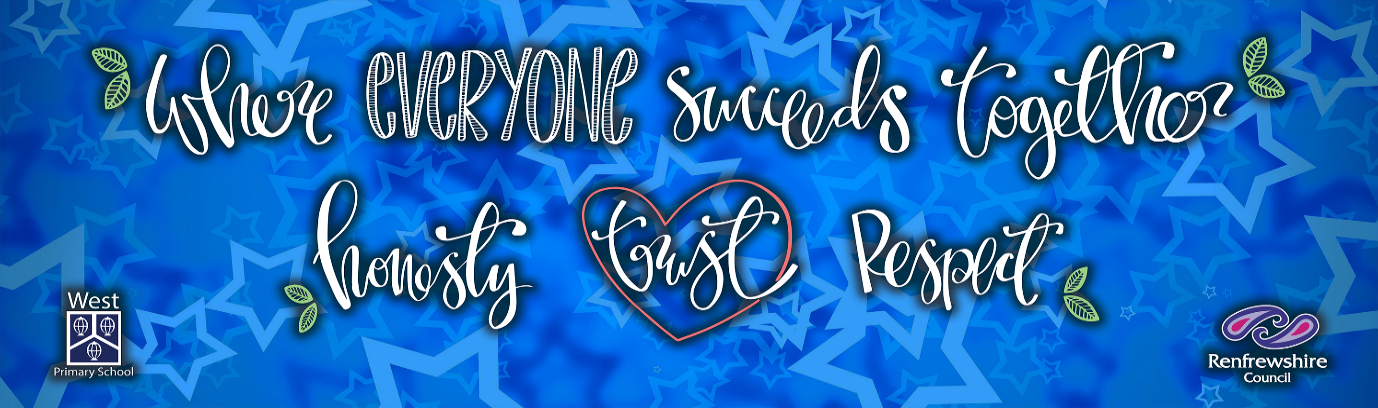 Where EVERYONE succeeds together
honesty trust Respect
West
Primary School
Renfrewshire
Council